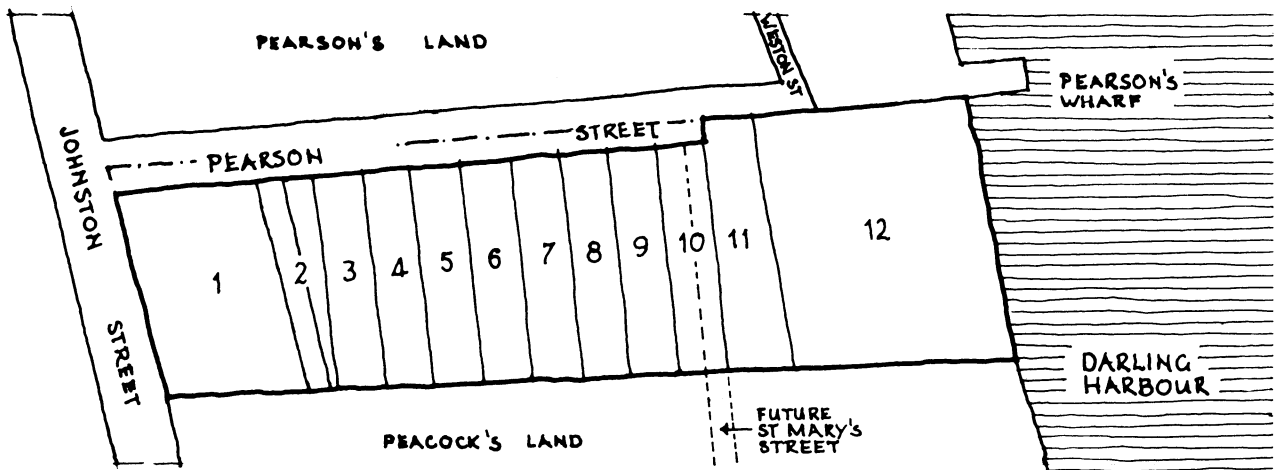 PEARSON'S LAND
WESTON ST
PEARSON'S
WHARF
JOHNSTON STREET
PEARSON STREET
1
2
3
4
5
6
7
8
9
10
11
12
DARLING
HARBOUR
PEACOCK'S LAND
FUTURE
ST MARY'S
STREET